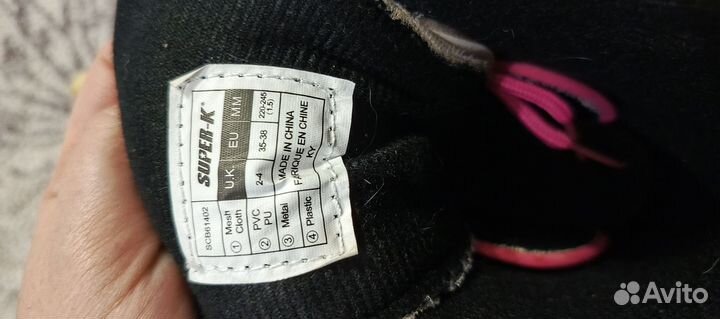 SUPER-K®
U.K. EU MM
2-4 35-38 220-245 (1.5)
MADE IN CHINA
F/RIQUE EN CHINE
KY
SCB61402
① Mesh Cloth
② PVC PU
③ Metal
④ Plastic
Avito